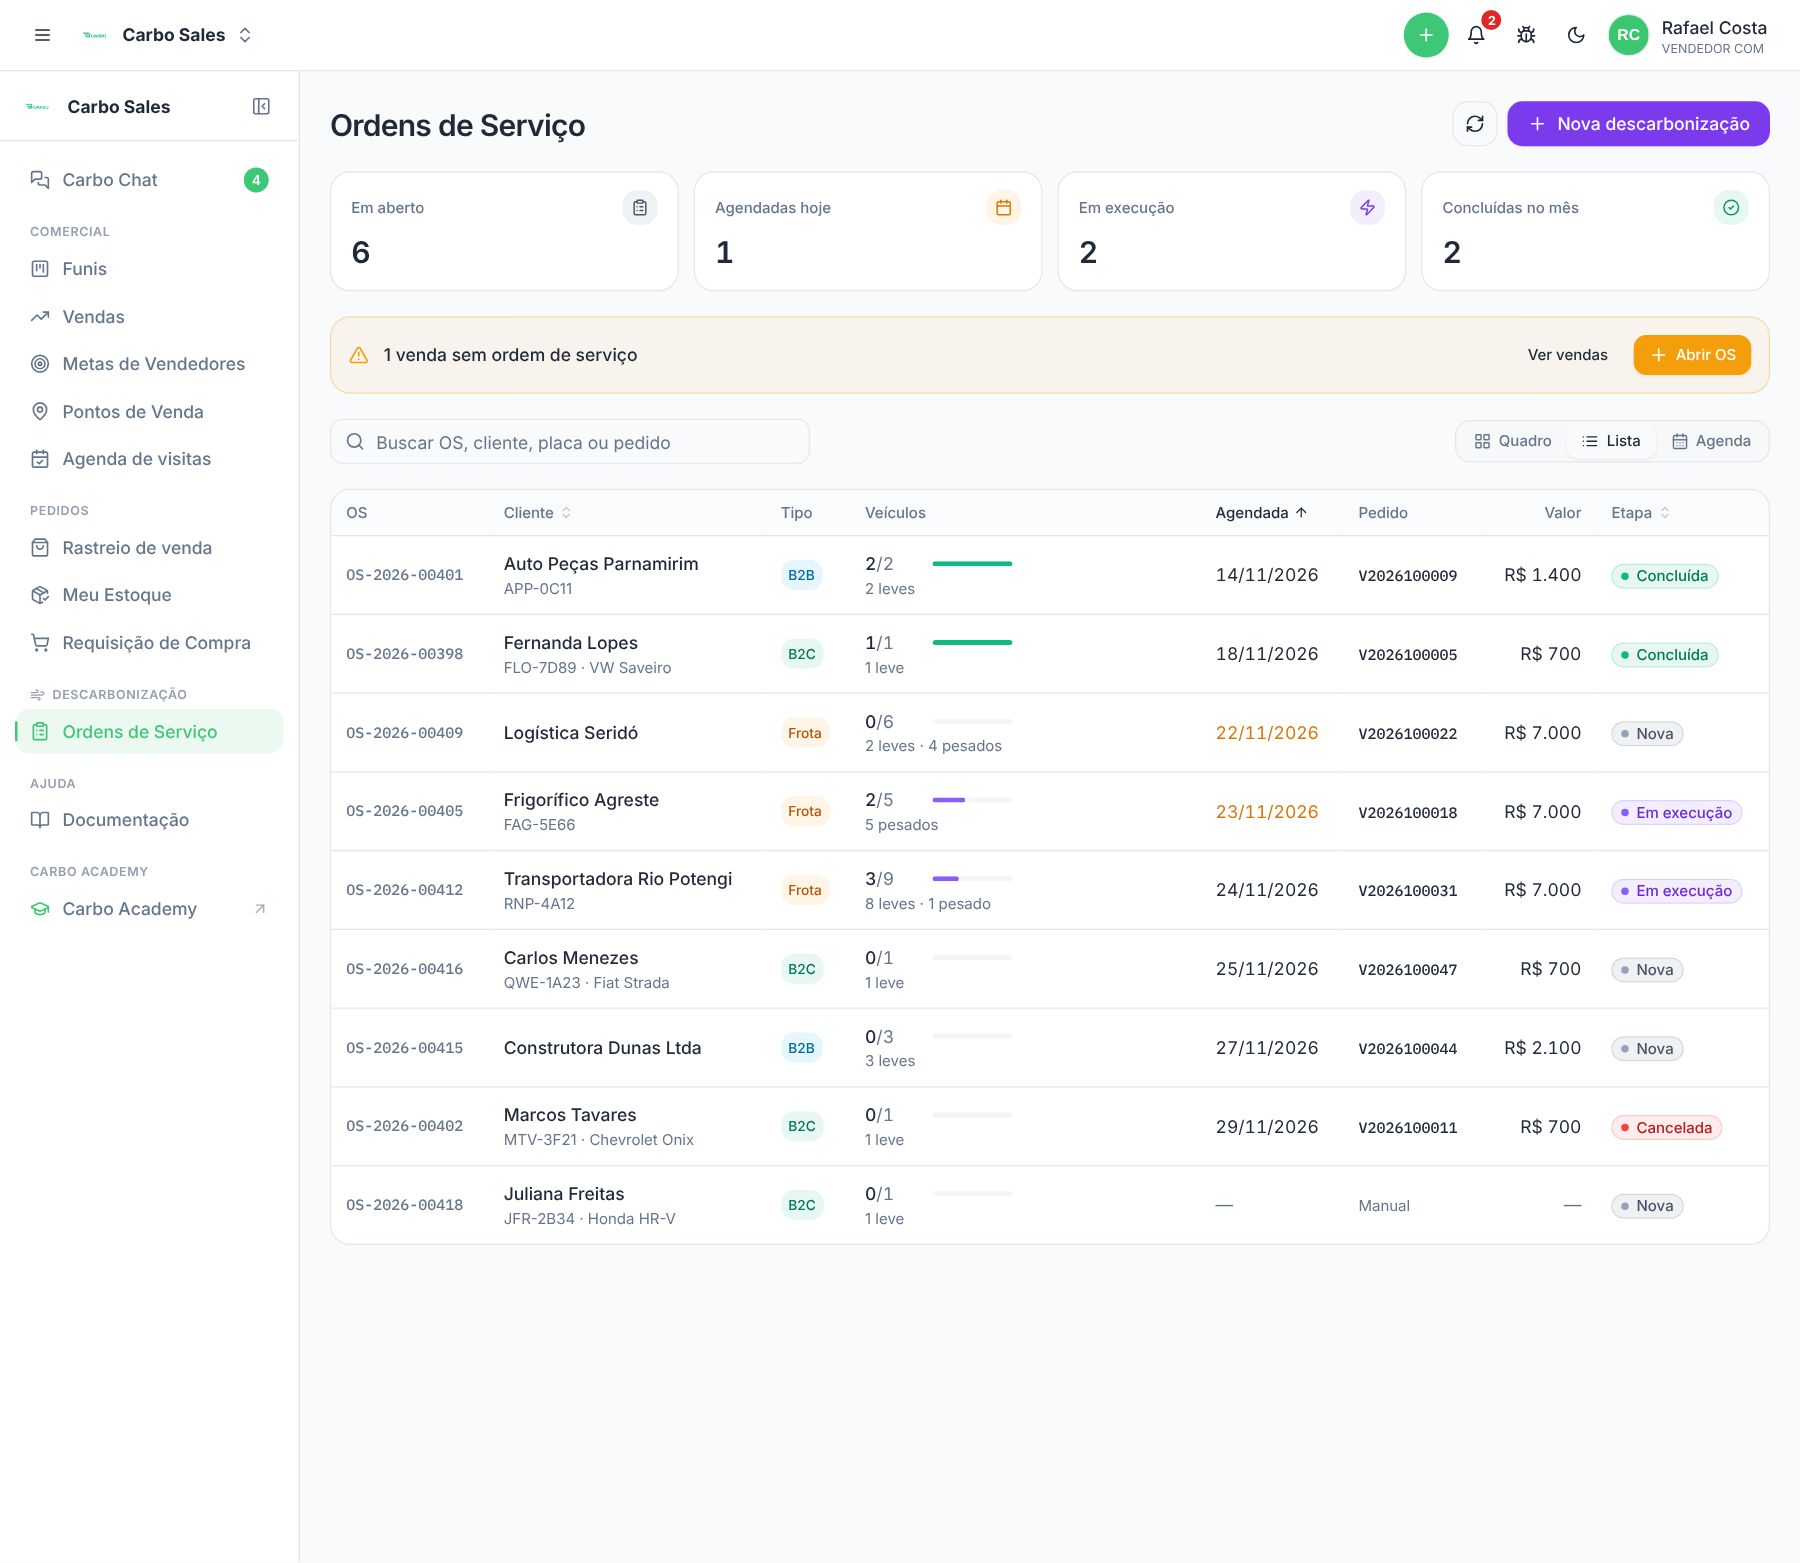 Carbo Sales
2
RC
Rafael Costa
VENDEDOR COM
Carbo Sales
Carbo Chat
4
COMERCIAL
Funis
Vendas
Metas de Vendedores
Pontos de Venda
Agenda de visitas
PEDIDOS
Rastreio de venda
Meu Estoque
Requisição de Compra
DESCARBONIZAÇÃO
Ordens de Serviço
AJUDA
Documentação
CARBO ACADEMY
Carbo Academy
Ordens de Serviço
+ Nova descarbonização
Em aberto
6
Agendadas hoje
1
Em execução
2
Concluídas no mês
2
1 venda sem ordem de serviço
Ver vendas
+ Abrir OS
Buscar OS, cliente, placa ou pedido
Quadro Lista Agenda
OS Cliente Tipo Veículos Agendada ↑ Pedido Valor Etapa
OS-2026-00401 Auto Peças Parnamirim B2B 2/2 14/11/2026 V2026100009 R$ 1.400 Concluída
APP-0C11 2 leves
OS-2026-00398 Fernanda Lopes B2C 1/1 18/11/2026 V2026100005 R$ 700 Concluída
FLO-7D89 · VW Saveiro 1 leve
OS-2026-00409 Logística Seridó Frota 0/6 22/11/2026 V2026100022 R$ 7.000 Nova
2 leves · 4 pesados
OS-2026-00405 Frigorífico Agreste Frota 2/5 23/11/2026 V2026100018 R$ 7.000 Em execução
FAG-5E66 5 pesados
OS-2026-00412 Transportadora Rio Potengi Frota 3/9 24/11/2026 V2026100031 R$ 7.000 Em execução
RNP-4A12 8 leves · 1 pesado
OS-2026-00416 Carlos Menezes B2C 0/1 25/11/2026 V2026100047 R$ 700 Nova
QWE-1A23 · Fiat Strada 1 leve
OS-2026-00415 Construtora Dunas Ltda B2B 0/3 27/11/2026 V2026100044 R$ 2.100 Nova
3 leves
OS-2026-00402 Marcos Tavares B2C 0/1 29/11/2026 V2026100011 R$ 700 Cancelada
MTV-3F21 · Chevrolet Onix 1 leve
OS-2026-00418 Juliana Freitas B2C 0/1 — Manual — Nova
JFR-2B34 · Honda HR-V 1 leve